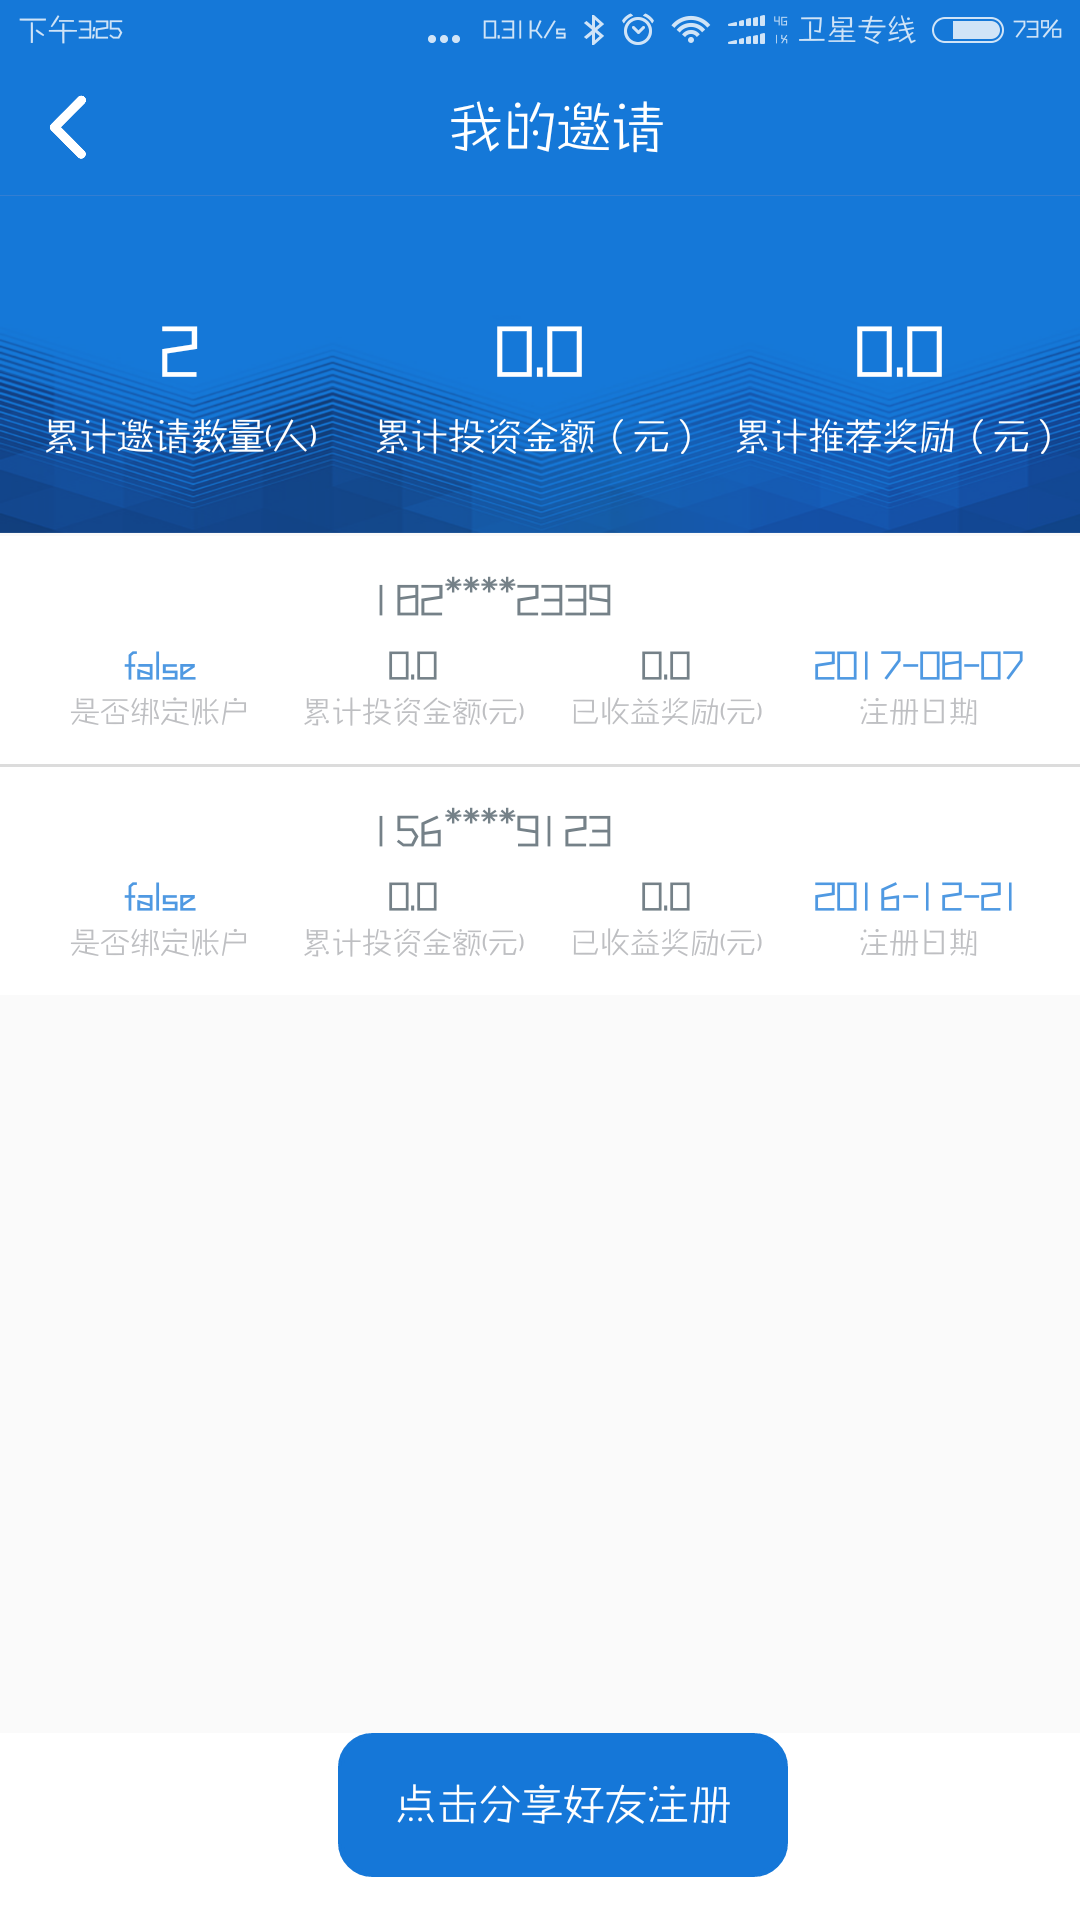 下午3:25 ... 0.31K/s 4G 1X 卫星专线 73%
我的邀请
2 0.0 0.0
累计邀请数量(人) 累计投资金额（元） 累计推荐奖励（元）
182****2339
false 0.0 0.0 2017-08-07
是否绑定账户 累计投资金额(元) 已收益奖励(元) 注册日期
156****9123
false 0.0 0.0 2016-12-21
是否绑定账户 累计投资金额(元) 已收益奖励(元) 注册日期
点击分享好友注册